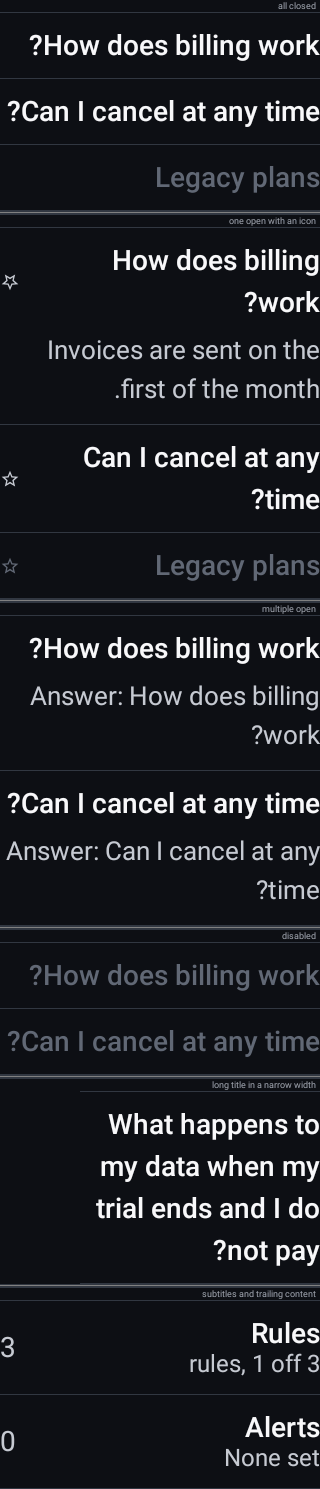 all closed
?How does billing work
?Can I cancel at any time
Legacy plans
one open with an icon
How does billing
?work
Invoices are sent on the
.first of the month
Can I cancel at any
?time
Legacy plans
multiple open
?How does billing work
Answer: How does billing
?work
?Can I cancel at any time
Answer: Can I cancel at any
?time
disabled
?How does billing work
?Can I cancel at any time
long title in a narrow width
What happens to
my data when my
trial ends and I do
?not pay
subtitles and trailing content
Rules
rules, 1 off 3
3
Alerts
None set
0